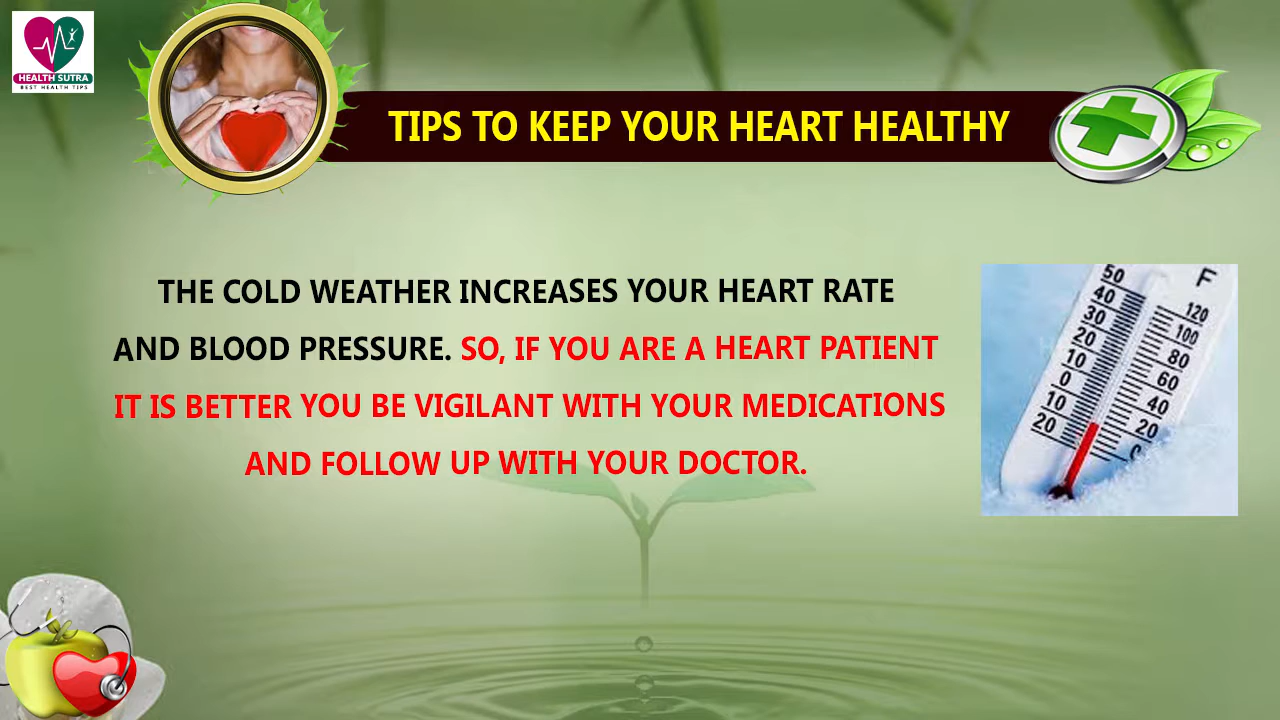 HEALTH SUTRA
BEST HEALTH TIPS
TIPS TO KEEP YOUR HEART HEALTHY
THE COLD WEATHER INCREASES YOUR HEART RATE
AND BLOOD PRESSURE. SO, IF YOU ARE A HEART PATIENT
IT IS BETTER YOU BE VIGILANT WITH YOUR MEDICATIONS
AND FOLLOW UP WITH YOUR DOCTOR.
F
50
40
30
20
10
0
10
20
120
100
80
60
40
20
0